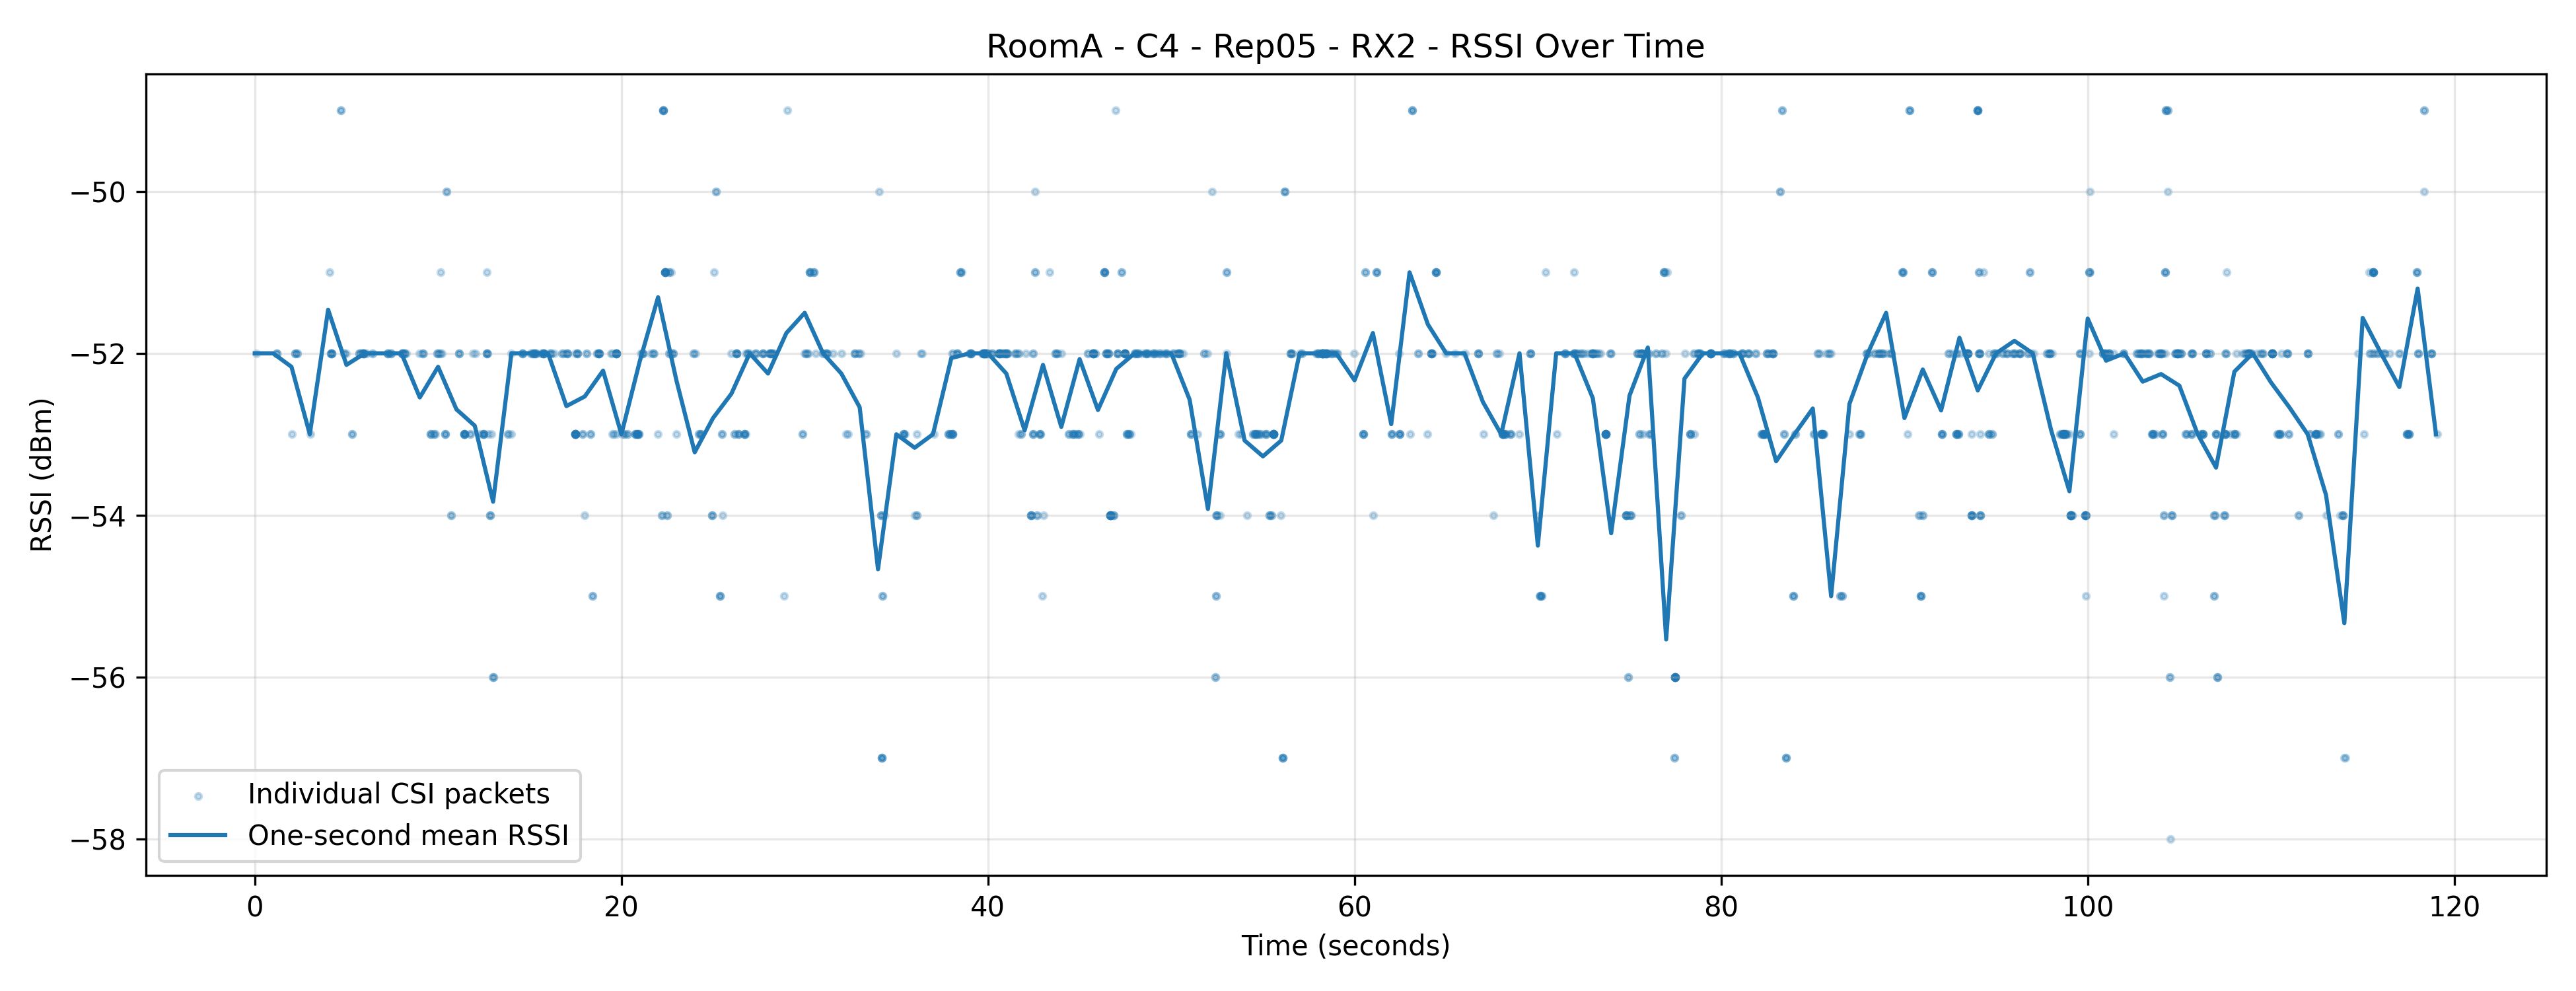 RoomA - C4 - Rep05 - RX2 - RSSI Over Time
RSSI (dBm)
−50
−52
−54
−56
−58
Individual CSI packets
One-second mean RSSI
0 20 40 60 80 100 120
Time (seconds)